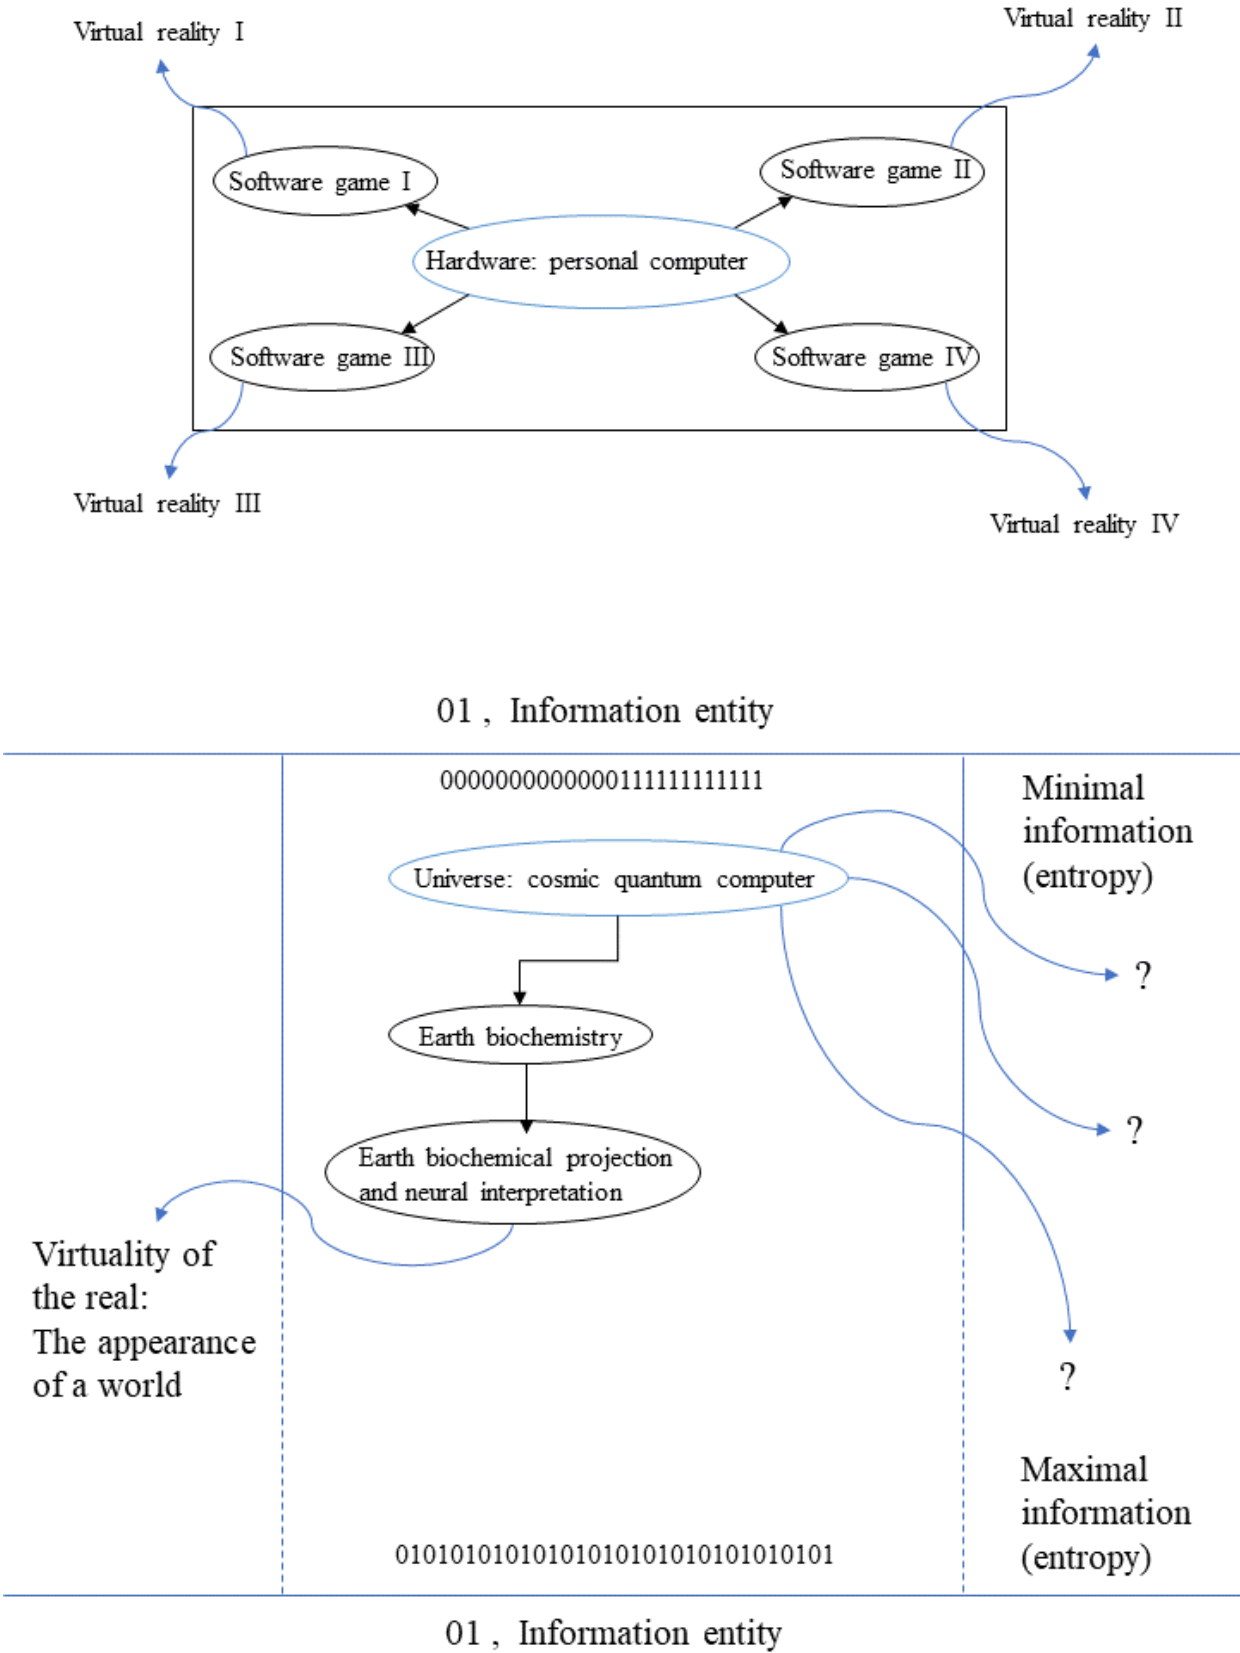 Virtual reality I
Virtual reality II
Software game I
Software game II
Hardware: personal computer
Software game III
Software game IV
Virtual reality III
Virtual reality IV
01 , Information entity
0000000000000111111111111
Minimal
information
(entropy)
Universe: cosmic quantum computer
?
Earth biochemistry
?
Earth biochemical projection
and neural interpretation
Virtuality of
the real:
The appearance
of a world
?
Maximal
information
(entropy)
0101010101010101010101010101010101
01 , Information entity